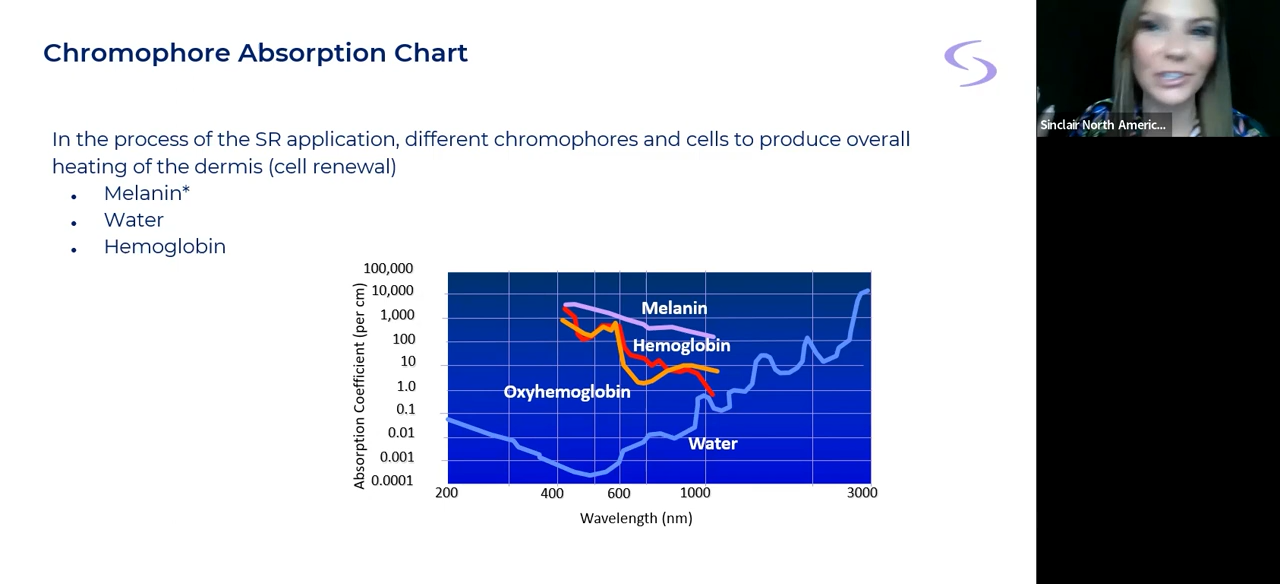 Chromophore Absorption Chart
In the process of the SR application, different chromophores and cells to produce overall
heating of the dermis (cell renewal)
• Melanin*
• Water
• Hemoglobin
Sinclair North Americ...
Absorption Coefficient (per cm)
100,000
10,000
1,000
100
10
1.0
0.1
0.01
0.001
0.0001
Melanin
Hemoglobin
Oxyhemoglobin
Water
200 400 600 1000 3000
Wavelength (nm)